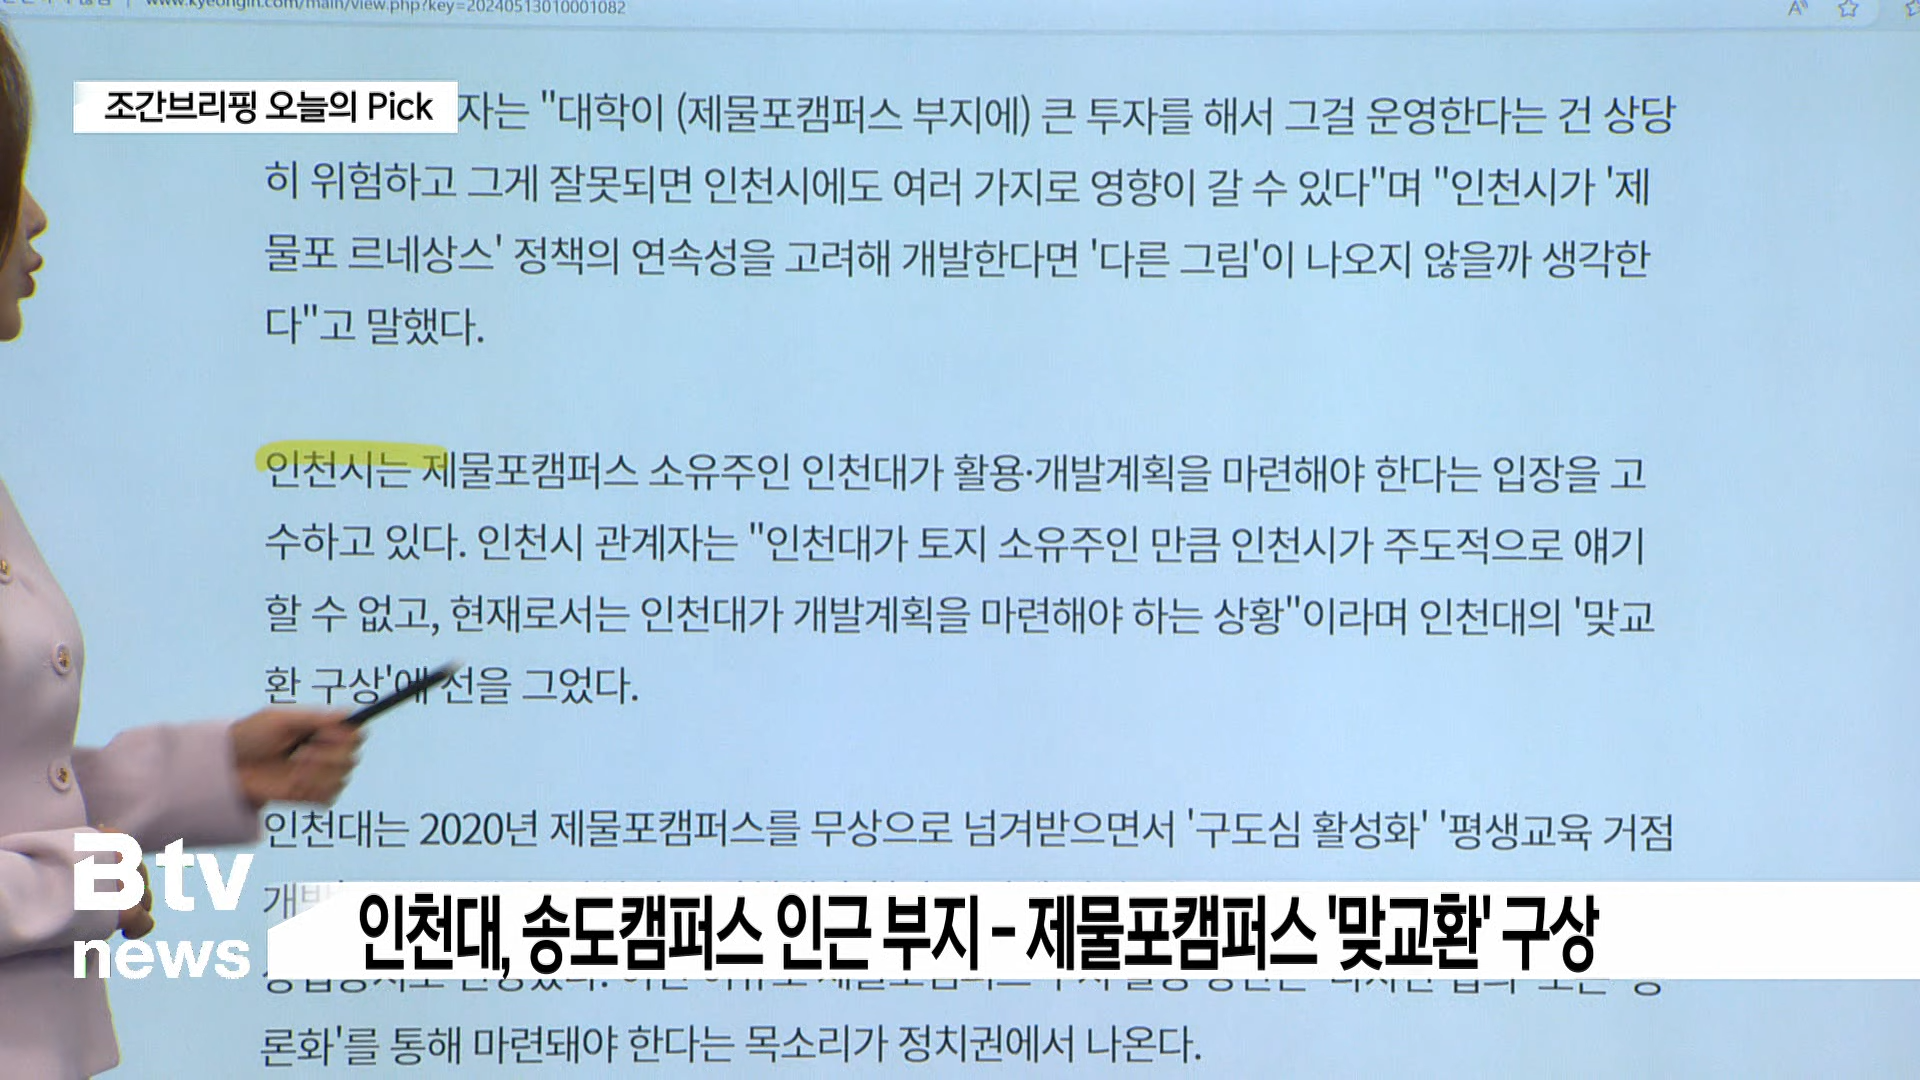 www.kyeongin.com/main/view.php?key=20240513010001082
조간브리핑 오늘의 Pick
자는 "대학이 (제물포캠퍼스 부지에) 큰 투자를 해서 그걸 운영한다는 건 상당
히 위험하고 그게 잘못되면 인천시에도 여러 가지로 영향이 갈 수 있다"며 "인천시가 '제
물포 르네상스' 정책의 연속성을 고려해 개발한다면 '다른 그림'이 나오지 않을까 생각한
다"고 말했다.
인천시는 제물포캠퍼스 소유주인 인천대가 활용·개발계획을 마련해야 한다는 입장을 고
수하고 있다. 인천시 관계자는 "인천대가 토지 소유주인 만큼 인천시가 주도적으로 얘기
할 수 없고, 현재로서는 인천대가 개발계획을 마련해야 하는 상황"이라며 인천대의 '맞교
환 구상'에 선을 그었다.
인천대는 2020년 제물포캠퍼스를 무상으로 넘겨받으면서 '구도심 활성화' '평생교육 거점
Btv
news
인천대, 송도캠퍼스 인근 부지 – 제물포캠퍼스 '맞교환' 구상
론화'를 통해 마련돼야 한다는 목소리가 정치권에서 나온다.